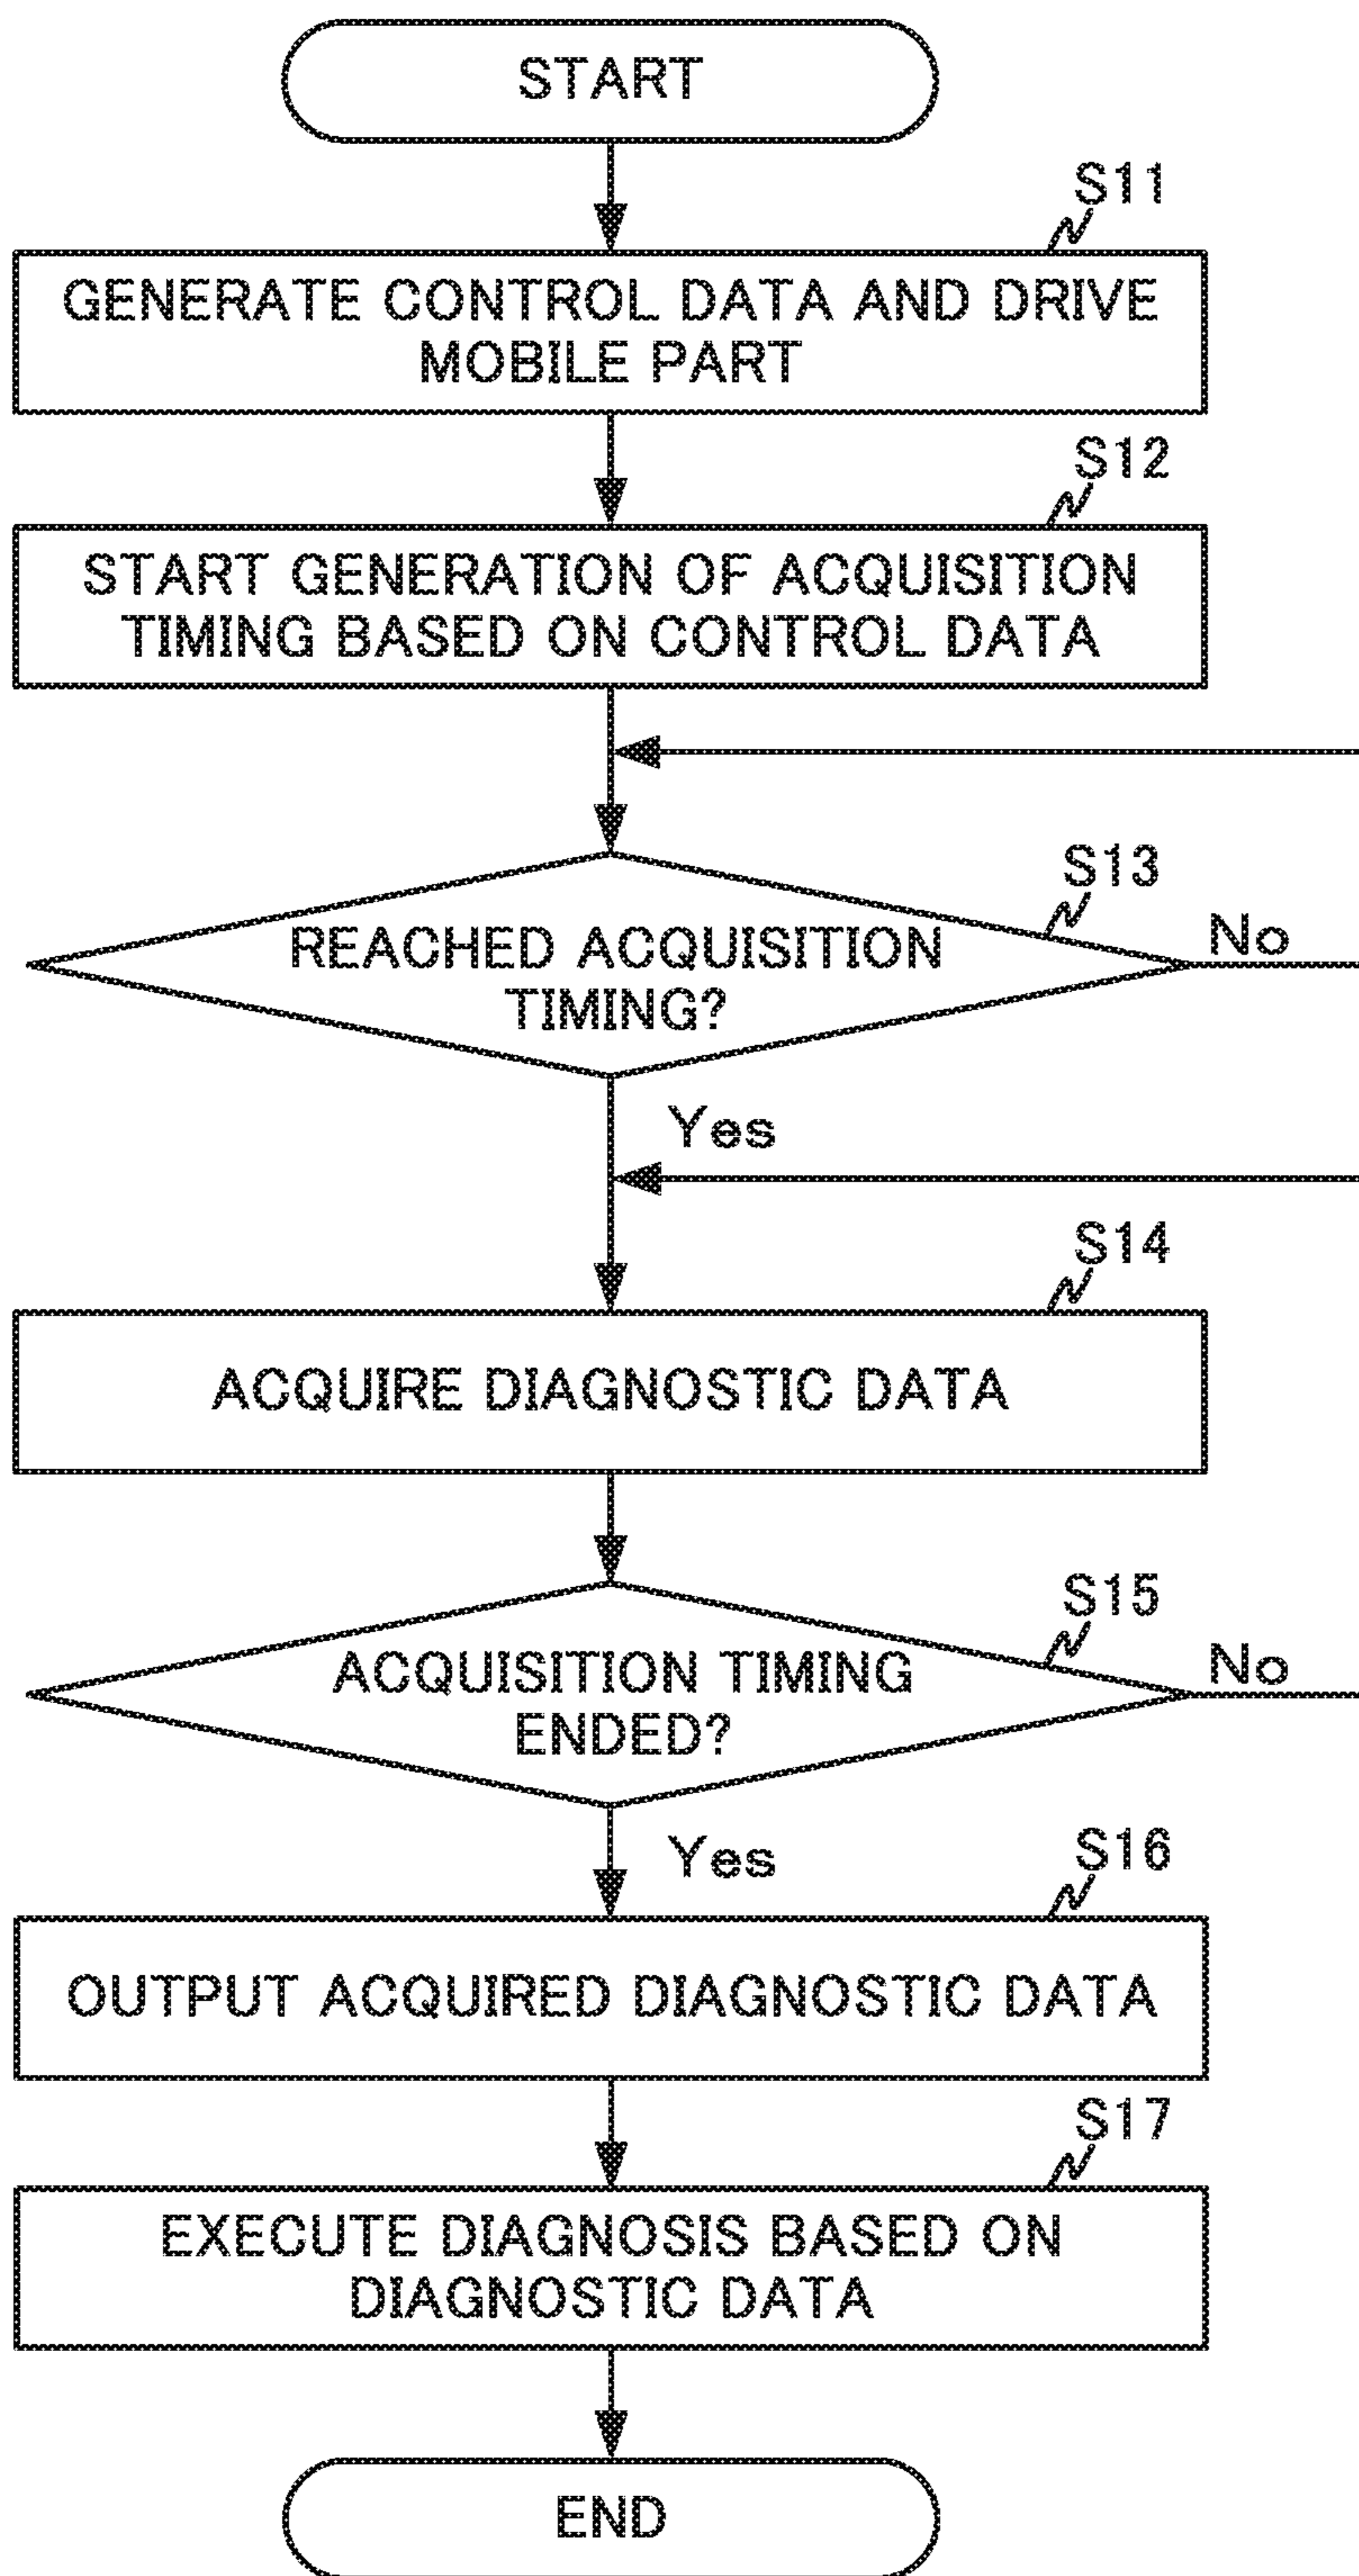 START
S11
GENERATE CONTROL DATA AND DRIVE
MOBILE PART
S12
START GENERATION OF ACQUISITION
TIMING BASED ON CONTROL DATA
S13
REACHED ACQUISITION
TIMING?
No
Yes
S14
ACQUIRE DIAGNOSTIC DATA
S15
ACQUISITION TIMING
ENDED?
No
Yes
S16
OUTPUT ACQUIRED DIAGNOSTIC DATA
S17
EXECUTE DIAGNOSIS BASED ON
DIAGNOSTIC DATA
END